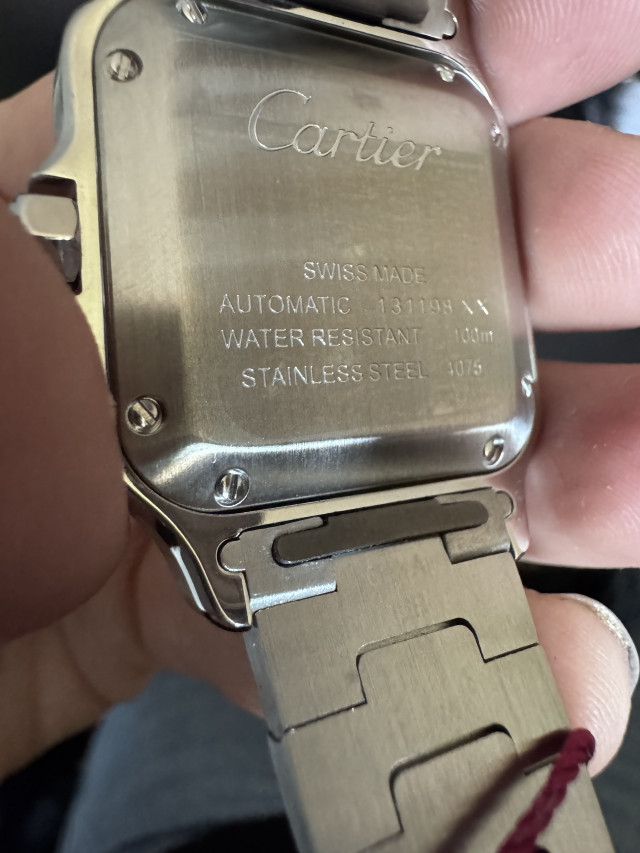 Cartier
SWISS MADE
AUTOMATIC 131198 XX
WATER RESISTANT 100m
STAINLESS STEEL 4075